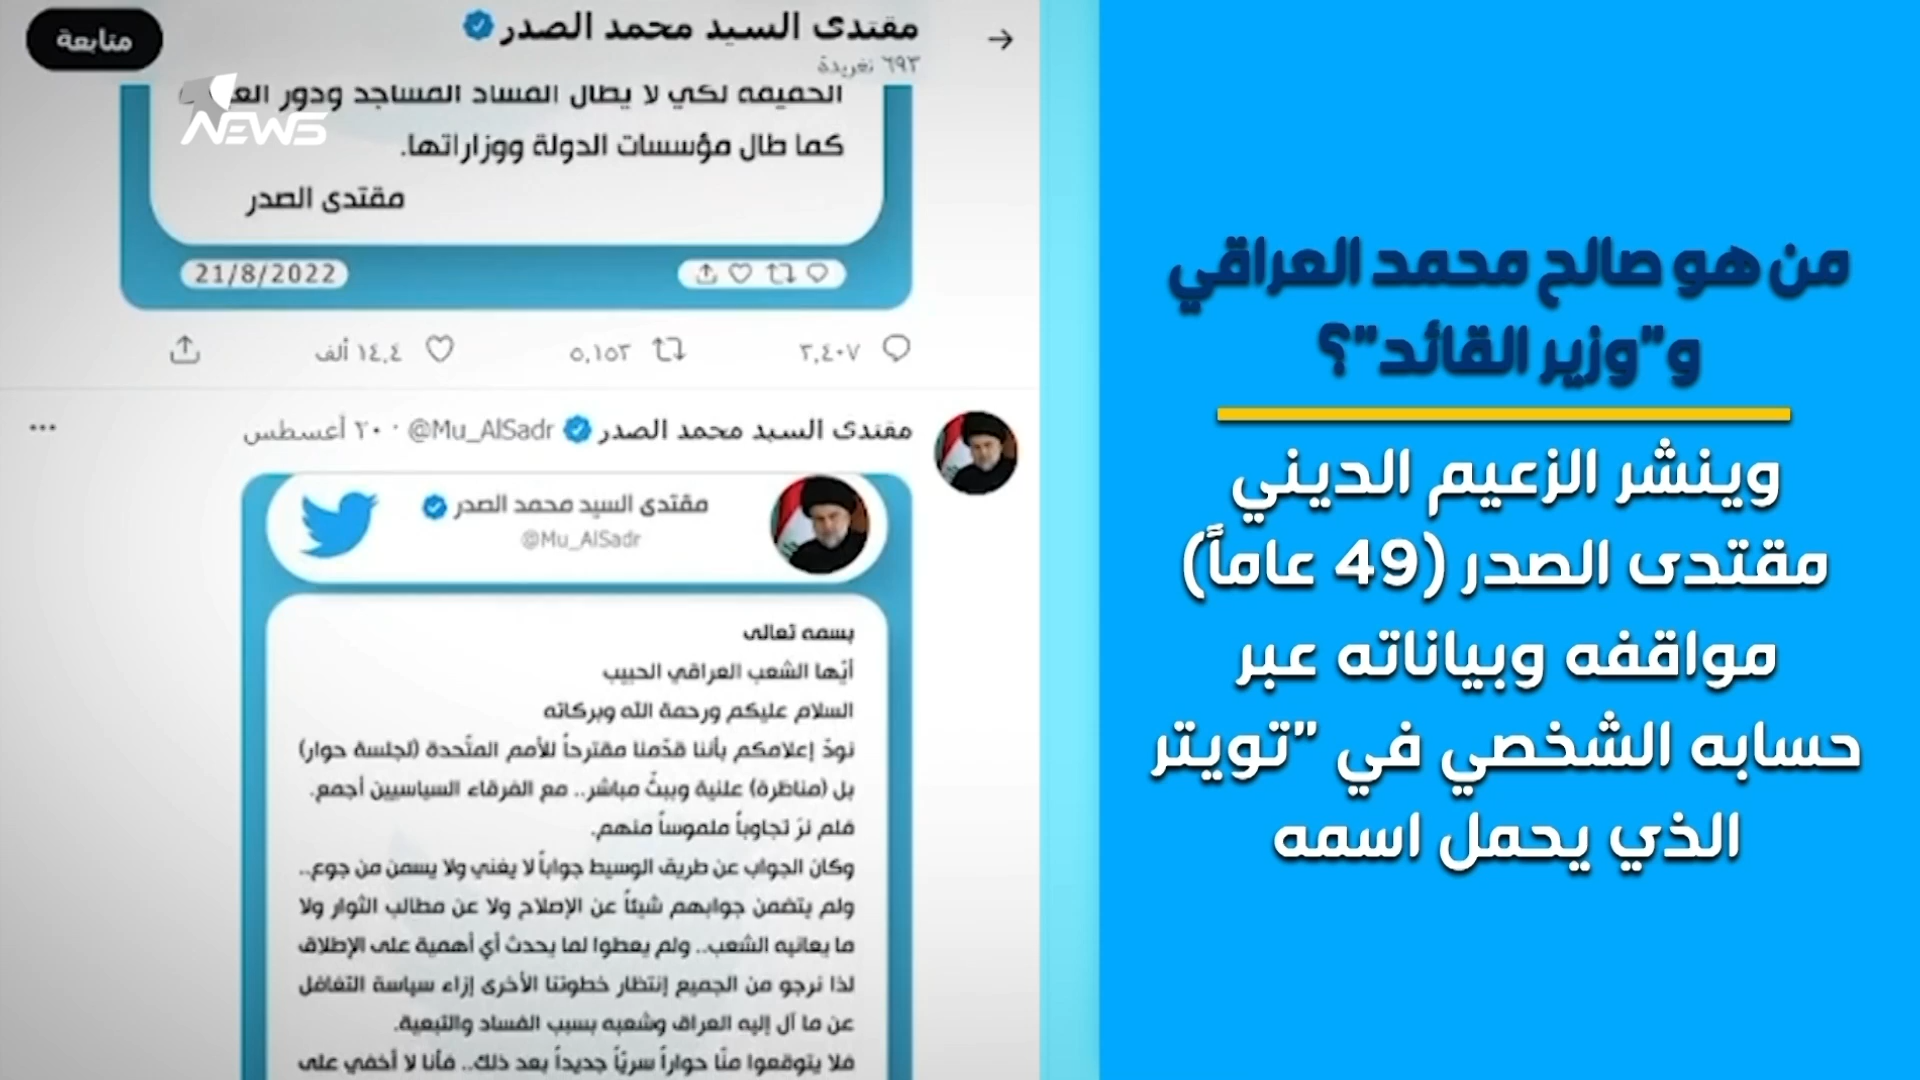 متابعة
مقتدى السيد محمد الصدر
٦٩٣ تغريدة
NEWS
لكي لا يطال الفساد المساجد ودور
كما طال مؤسسات الدولة ووزاراتها.
مقتدى الصدر
21/8/2022
٣,٤٠٧
٥,١٥٣
١٤,٤ ألف
مقتدى السيد محمد الصدر @Mu_AlSadr · ٢٠ أغسطس
مقتدى السيد محمد الصدر
@Mu_AlSadr
بسمه تعالى
أيّها الشعب العراقي الحبيب
السلام عليكم ورحمة الله وبركاته
نودّ إعلامكم بأننا قدّمنا مقترحاً للأمم المتّحدة (لجلسة حوار)
بل (مناظرة) علنية وببثّ مباشر.. مع الفرقاء السياسيين أجمع.
فلم نرَ تجاوباً ملموساً منهم.
وكان الجواب عن طريق الوسيط جواباً لا يغني ولا يسمن من جوع..
ولم يتضمن جوابهم شيئاً عن الإصلاح ولا عن مطالب الثوار ولا
ما يعانيه الشعب.. ولم يعطوا لما يحدث أي أهمية على الإطلاق
لذا نرجو من الجميع إنتظار خطوتنا الأخرى إزاء سياسة التغافل
عن ما آل إليه العراق وشعبه بسبب الفساد والتبعية.
فلا يتوقعوا منّا حواراً سريّاً جديداً بعد ذلك.. فأنا لا أخفي على
من هو صالح محمد العراقي
و"وزير القائد"؟
وينشر الزعيم الديني
مقتدى الصدر (49 عاماً)
مواقفه وبياناته عبر
حسابه الشخصي في "تويتر
الذي يحمل اسمه